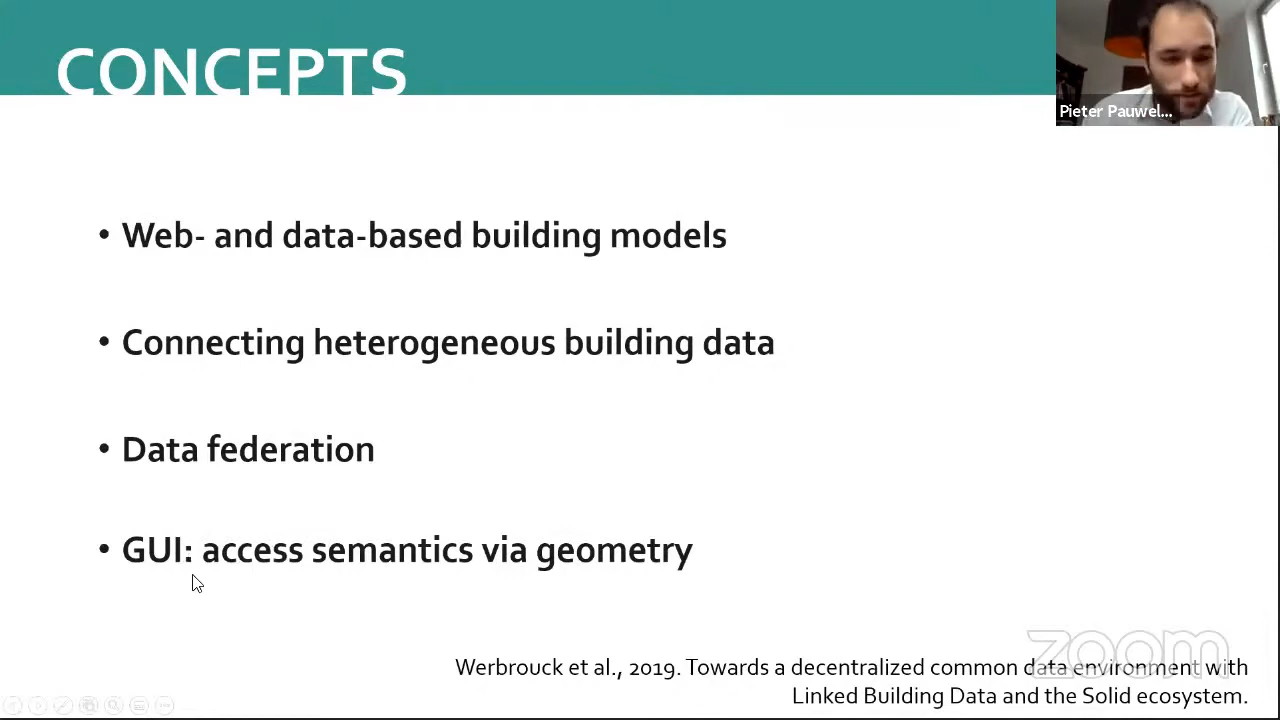 CONCEPTS
Pieter Pauwel...
• Web- and data-based building models
• Connecting heterogeneous building data
• Data federation
• GUI: access semantics via geometry
zoom
Werbrouck et al., 2019. Towards a decentralized common data environment with
Linked Building Data and the Solid ecosystem.